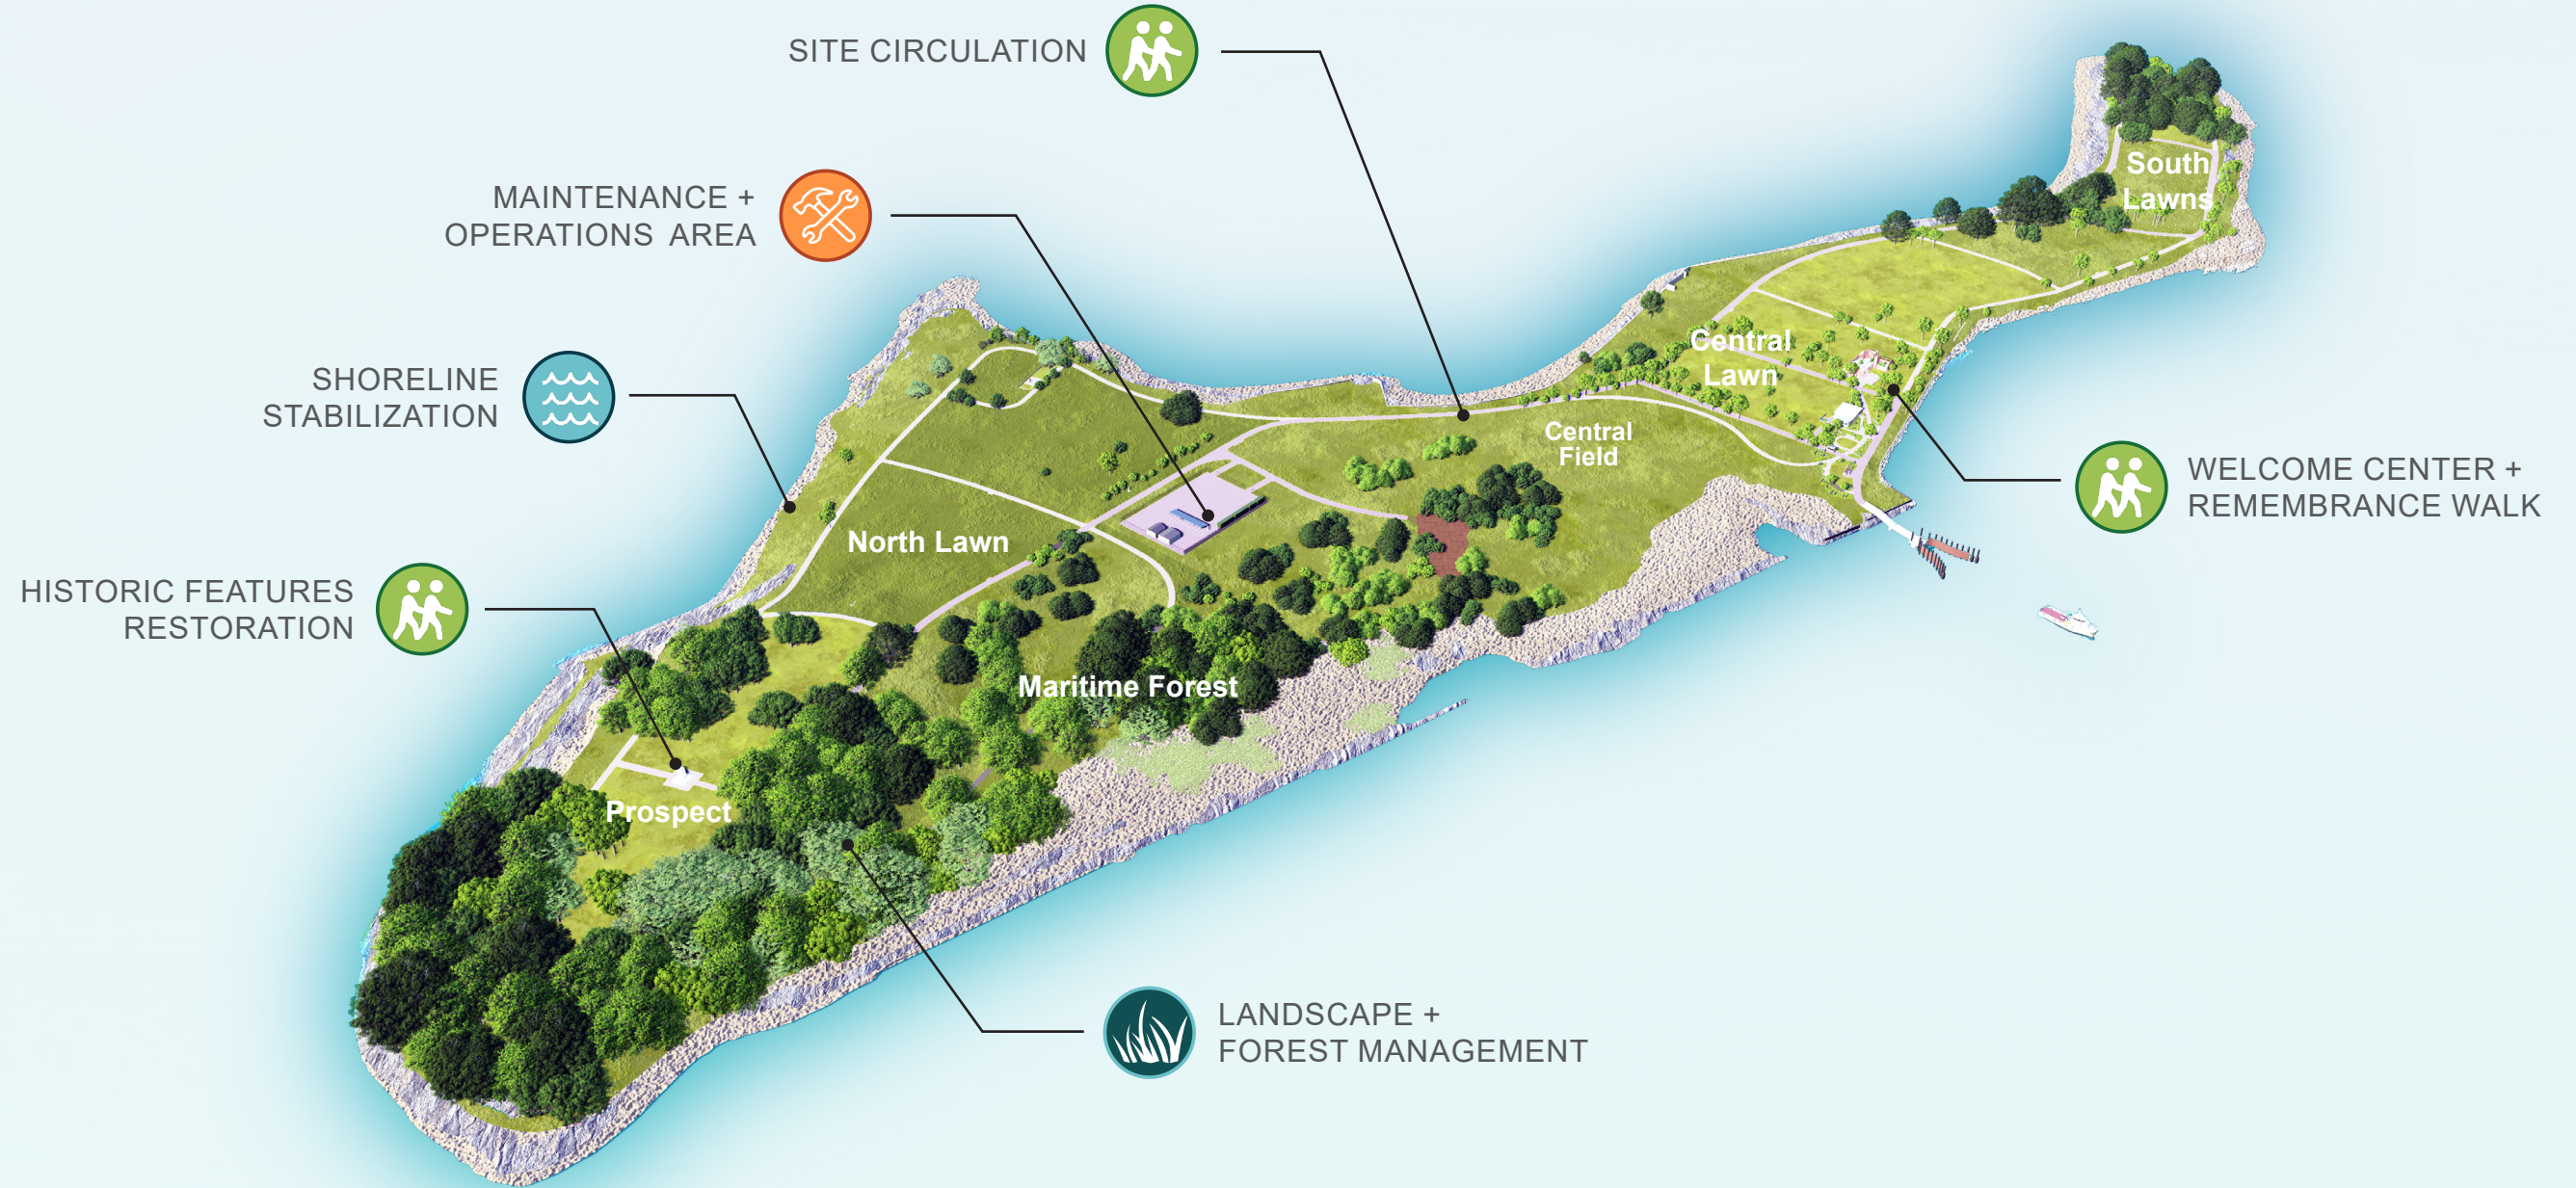 SITE CIRCULATION
MAINTENANCE +
OPERATIONS AREA
SHORELINE
STABILIZATION
HISTORIC FEATURES
RESTORATION
South
Lawns
Central
Lawn
Central
Field
WELCOME CENTER +
REMEMBRANCE WALK
North Lawn
Maritime Forest
Prospect
LANDSCAPE +
FOREST MANAGEMENT